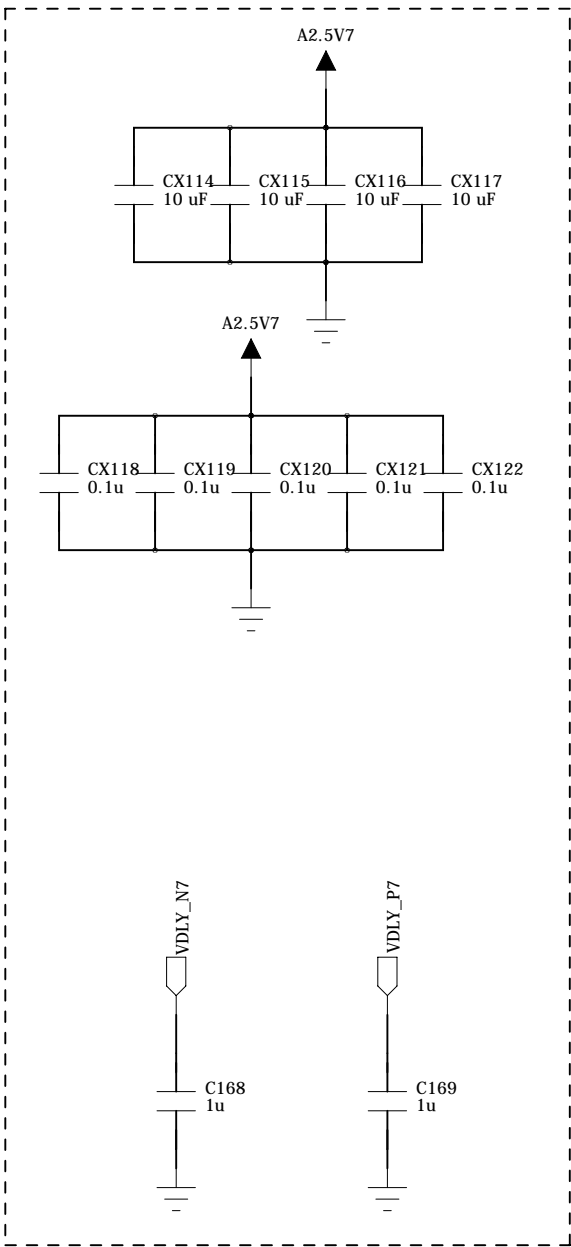 A2.5V7
CX114 CX115 CX116 CX117
10 uF 10 uF 10 uF 10 uF
A2.5V7
CX118 CX119 CX120 CX121 CX122
0.1u 0.1u 0.1u 0.1u 0.1u
VDLY_N7 VDLY_P7
C168 C169
1u 1u